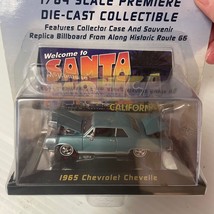 1/64 SCALE PREMIERE
DIE-CAST COLLECTIBLE
Features Collector Case And Souvenir
Replica Billboard From Along Historic Route 66
Welcome to
SANTA
CALIFORNIA
1965 Chevrolet Chevelle